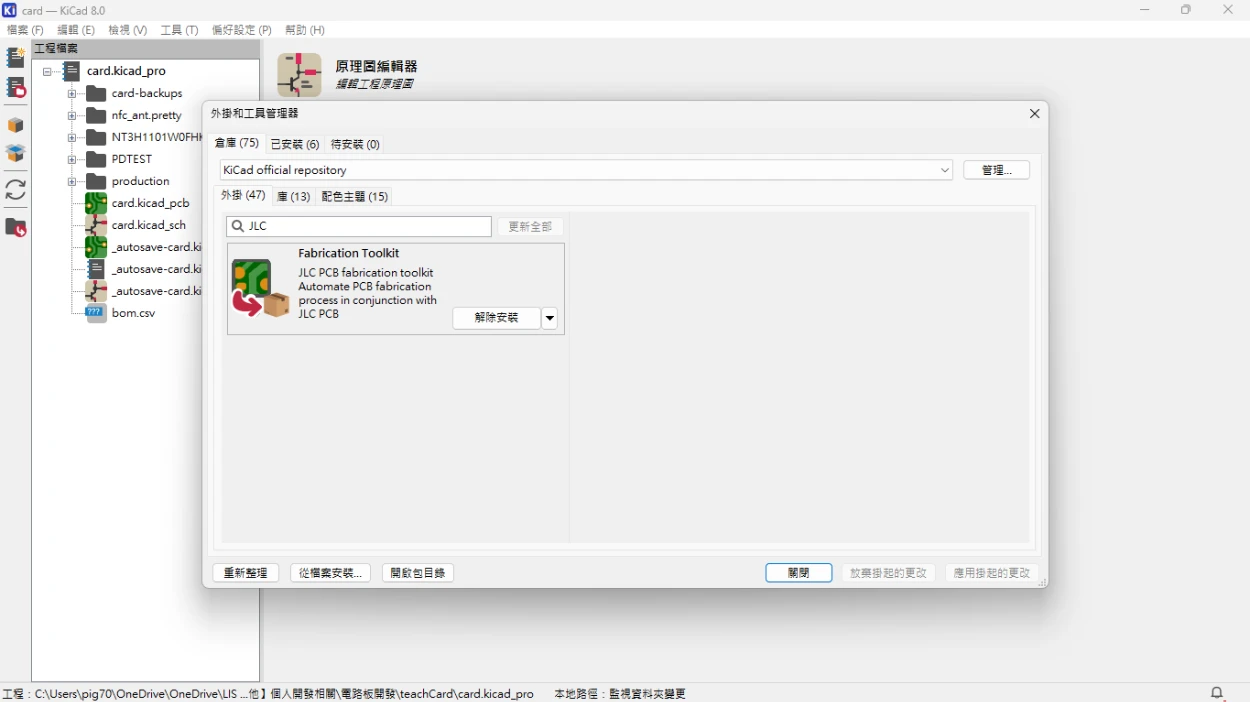 card — KiCad 8.0
檔案 (F) 編輯 (E) 檢視 (V) 工具 (T) 偏好設定 (P) 幫助 (H)
工程檔案
card.kicad_pro
card-backups
nfc_ant.pretty
NT3H1101W0FHK
PDTEST
production
card.kicad_pcb
card.kicad_sch
_autosave-card.ki
_autosave-card.ki
_autosave-card.ki
bom.csv
原理圖編輯器
編輯工程原理圖
外掛和工具管理器
倉庫 (75) 已安裝 (6) 待安裝 (0)
KiCad official repository
管理...
外掛 (47) 庫 (13) 配色主題 (15)
JLC
更新全部
Fabrication Toolkit
JLC PCB fabrication toolkit
Automate PCB fabrication
process in conjunction with
JLC PCB
解除安裝
重新整理 從檔案安裝... 開啟包目錄 關閉 放棄掛起的更改 應用掛起的更改
工程：C:\Users\pig70\OneDrive\OneDrive\LIS ...他】個人開發相關\電路板開發\teachCard\card.kicad_pro 本地路徑：監視資料夾變更